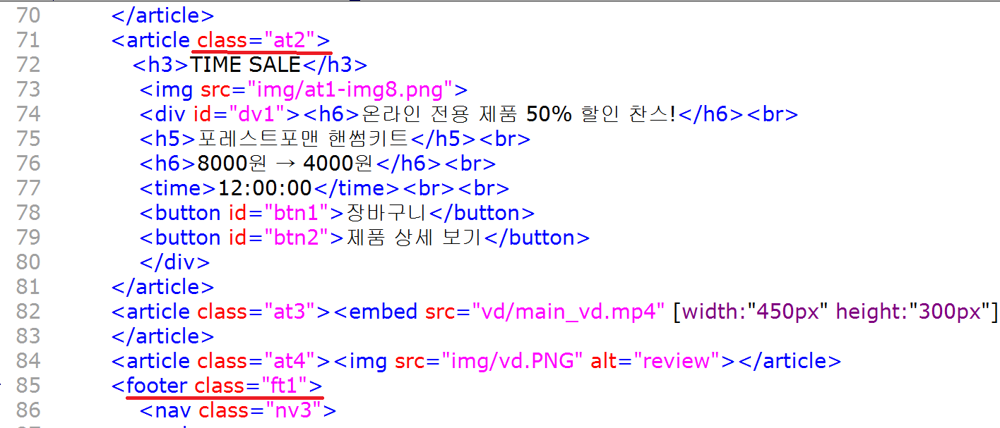 70 </article>
71 <article class="at2">
72 <h3>TIME SALE</h3>
73 <img src="img/at1-img8.png">
74 <div id="dv1"><h6>온라인 전용 제품 50% 할인 찬스!</h6><br>
75 <h5>포레스트포맨 핸썸키트</h5><br>
76 <h6>8000원 → 4000원</h6><br>
77 <time>12:00:00</time><br><br>
78 <button id="btn1">장바구니</button>
79 <button id="btn2">제품 상세 보기</button>
80 </div>
81 </article>
82 <article class="at3"><embed src="vd/main_vd.mp4" [width:"450px" height:"300px"]
83 </article>
84 <article class="at4"><img src="img/vd.PNG" alt="review"></article>
85 <footer class="ft1">
86 <nav class="nv3">